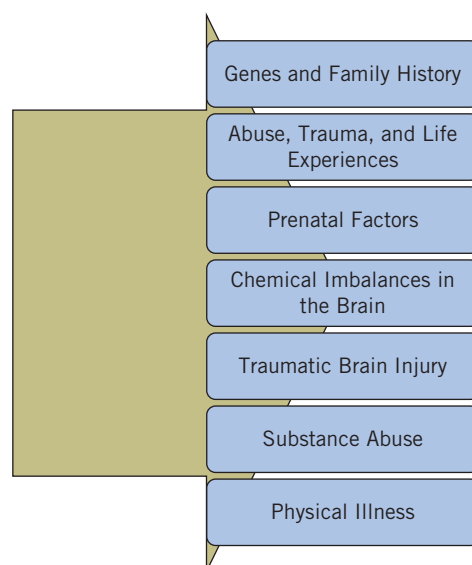 Genes and Family History
Abuse, Trauma, and Life
Experiences
Prenatal Factors
Chemical Imbalances in
the Brain
Traumatic Brain Injury
Substance Abuse
Physical Illness